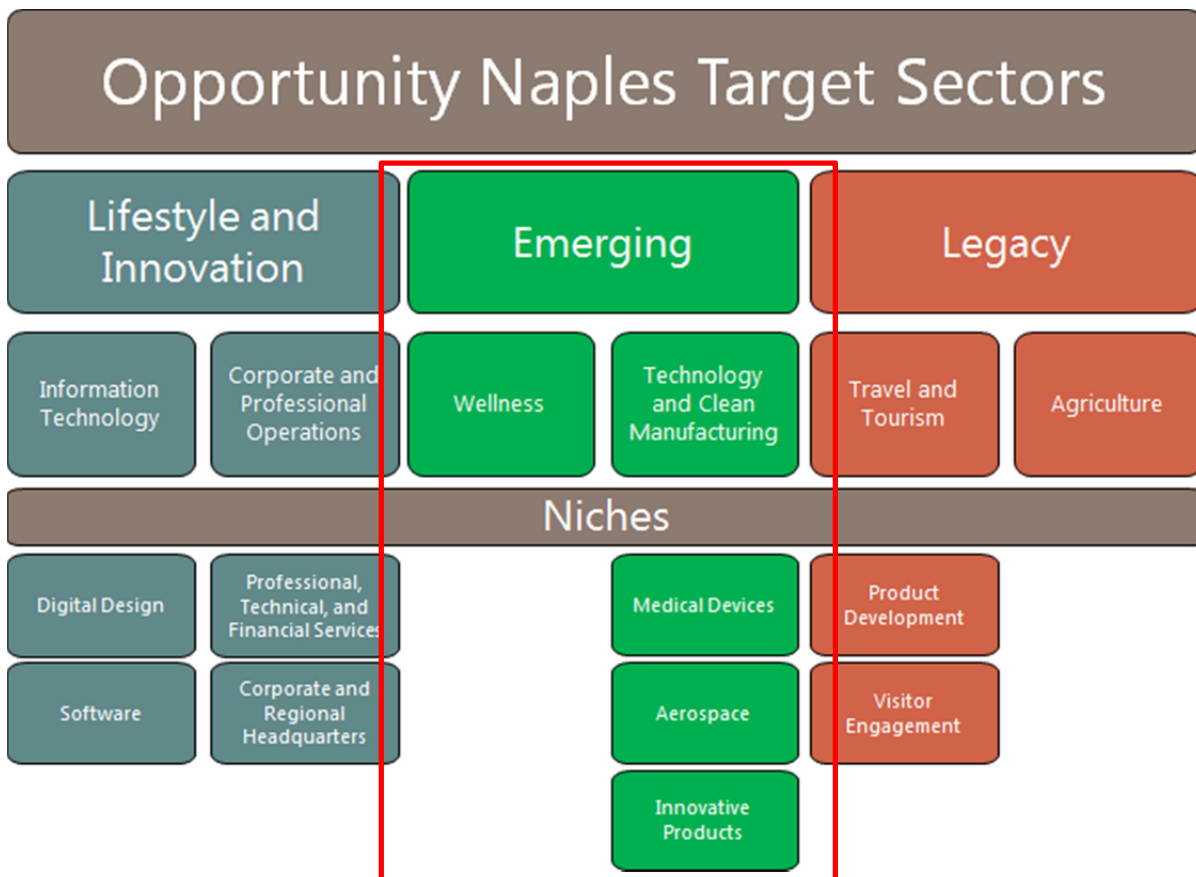 Opportunity Naples Target Sectors
Lifestyle and
Innovation
Emerging
Legacy
Information
Technology
Corporate and
Professional
Operations
Wellness
Technology
and Clean
Manufacturing
Travel and
Tourism
Agriculture
Niches
Digital Design
Professional,
Technical, and
Financial Services
Medical Devices
Product
Development
Software
Corporate and
Regional
Headquarters
Aerospace
Visitor
Engagement
Innovative
Products